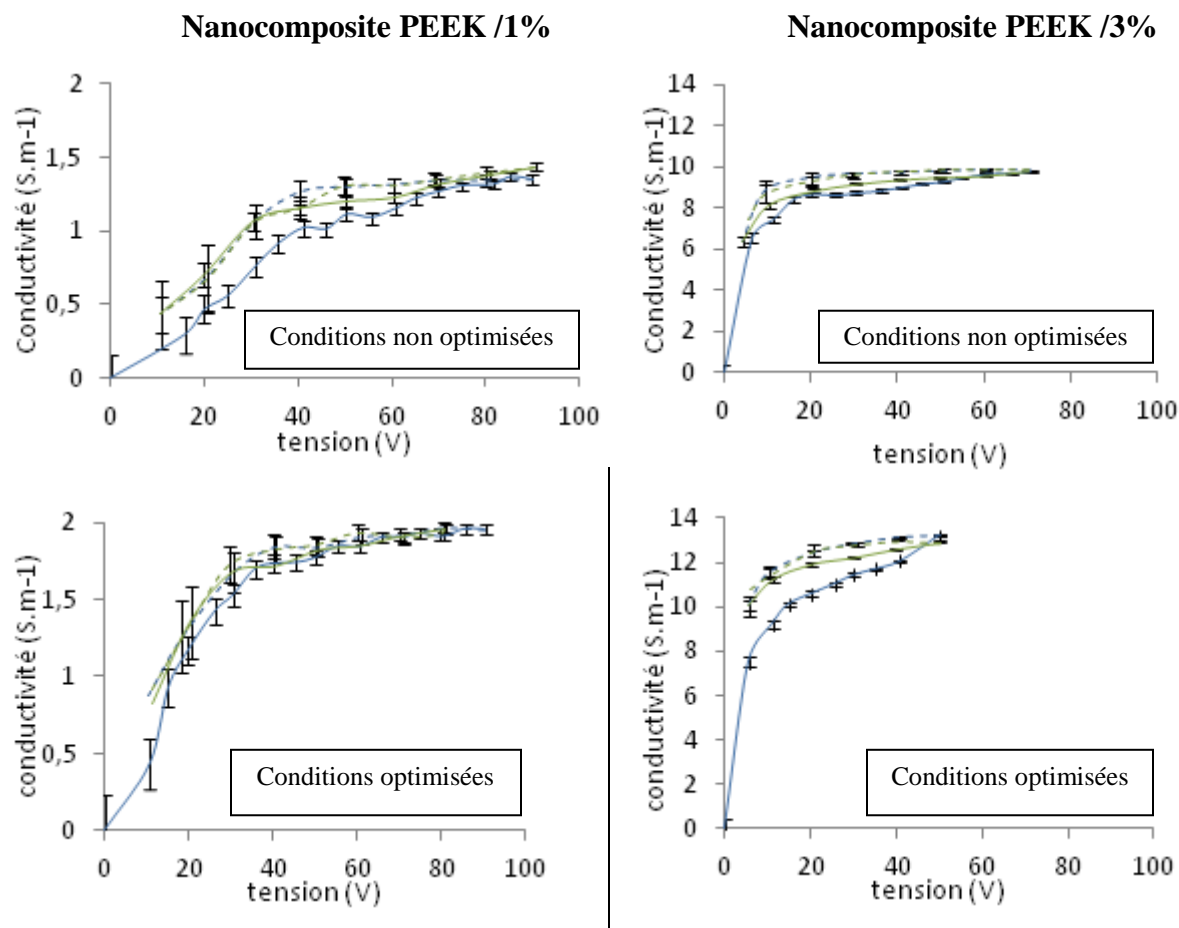 Nanocomposite PEEK /1%
Nanocomposite PEEK /3%
Conductivité (S.m-1)
2
1,5
1
0,5
0
0 20 40 60 80 100
tension (V)
Conditions non optimisées
Conductivité (S.m-1)
14
12
10
8
6
4
2
0
0 20 40 60 80 100
tension (V)
Conditions non optimisées
conductivité (S.m-1)
2
1,5
1
0,5
0
0 20 40 60 80 100
tension (V)
Conditions optimisées
conductivité (S.m-1)
14
12
10
8
6
4
2
0
0 20 40 60 80 100
tension (V)
Conditions optimisées